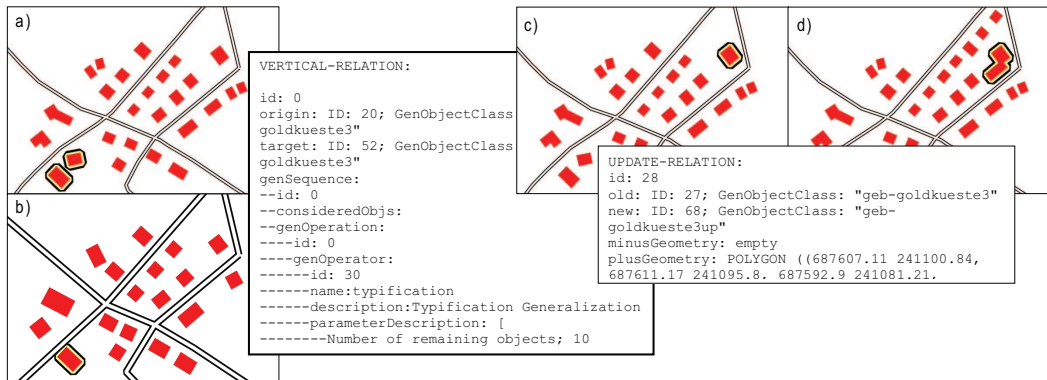 a)
VERTICAL-RELATION:
id: 0
origin: ID: 20; GenObjectClass
goldkueste3"
target: ID: 52; GenObjectClass
goldkueste3"
genSequence:
--id: 0
--consideredObjs:
--genOperation:
----id: 0
----genOperator:
------id: 30
------name:typification
------description:Typification Generalization
------parameterDescription: [
--------Number of remaining objects; 10
b)
c)
d)
UPDATE-RELATION:
id: 28
old: ID: 27; GenObjectClass: "geb-goldkueste3"
new: ID: 68; GenObjectClass: "geb-
goldkueste3up"
minusGeometry: empty
plusGeometry: POLYGON ((687607.11 241100.84,
687611.17 241095.8, 687592.9 241081.21,